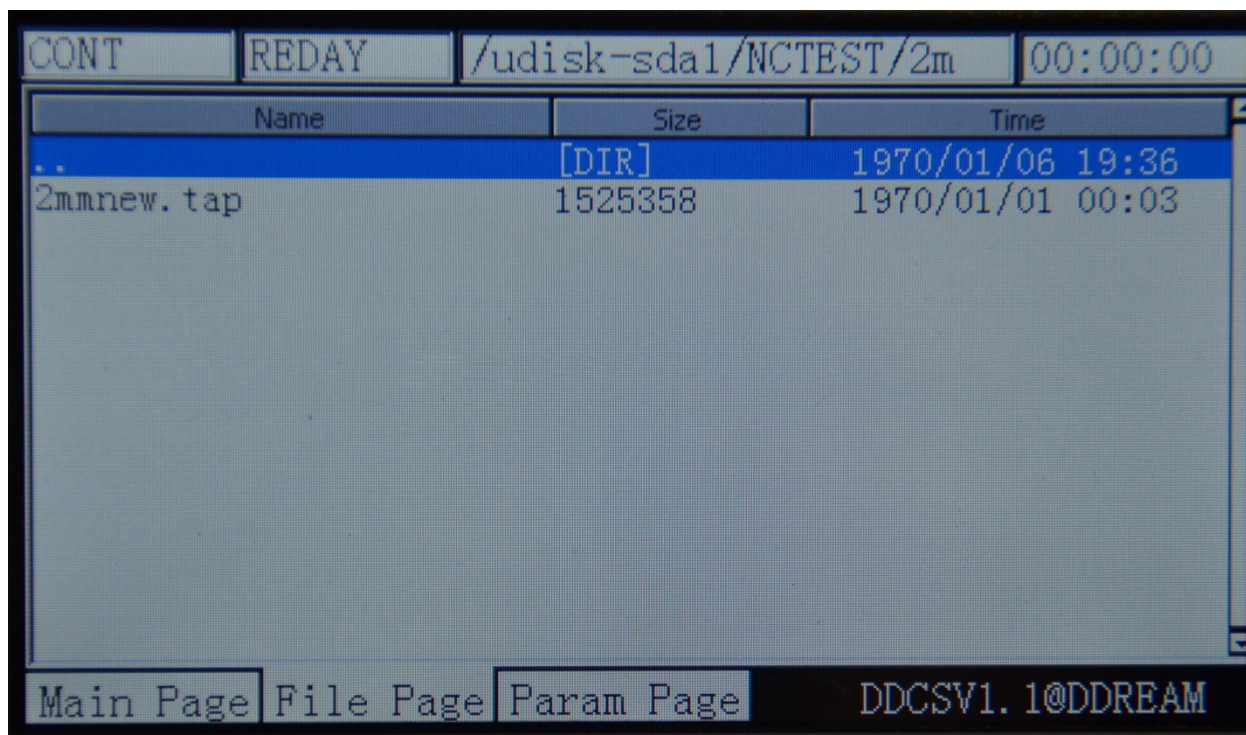 CONT REDAY /udisk-sda1/NCTEST/2m 00:00:00
Name Size Time
.. [DIR] 1970/01/06 19:36
2mmnew.tap 1525358 1970/01/01 00:03
Main Page File Page Param Page DDCSV1.1@DDREAM